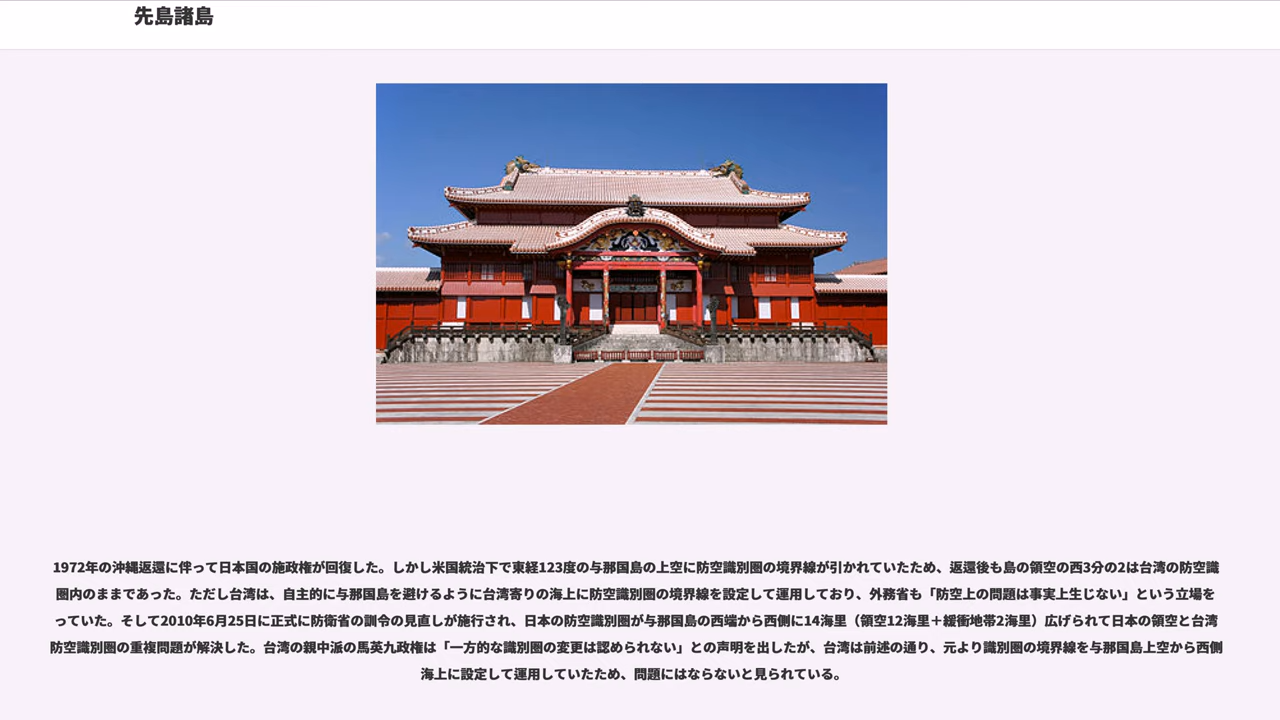 先島諸島
1972年の沖縄返還に伴って日本国の施政権が回復した。しかし米国統治下で東経123度の与那国島の上空に防空識別圏の境界線が引かれていたため、返還後も島の領空の西3分の2は台湾の防空識
圏内のままであった。ただし台湾は、自主的に与那国島を避けるように台湾寄りの海上に防空識別圏の境界線を設定して運用しており、外務省も「防空上の問題は事実上生じない」という立場を
っていた。そして2010年6月25日に正式に防衛省の訓令の見直しが施行され、日本の防空識別圏が与那国島の西端から西側に14海里（領空12海里＋緩衝地帯2海里）広げられて日本の領空と台湾
防空識別圏の重複問題が解決した。台湾の親中派の馬英九政権は「一方的な識別圏の変更は認められない」との声明を出したが、台湾は前述の通り、元より識別圏の境界線を与那国島上空から西側
海上に設定して運用していたため、問題にはならないと見られている。